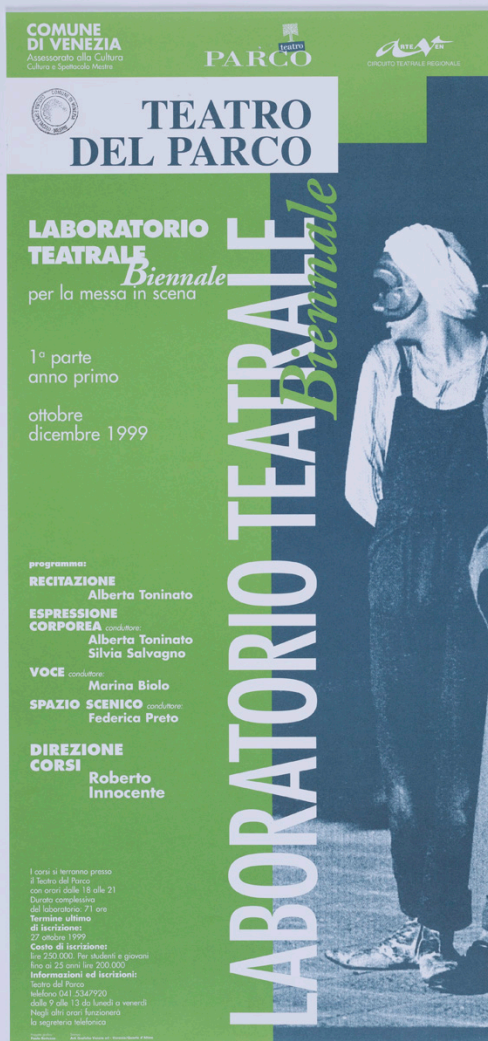 COMUNE
DI VENEZIA
Assessorato alla Cultura
Cultura e Spettacolo Mestre
teatro
PARCO
ARTEVEN
CIRCUITO TEATRALE REGIONALE
TEATRO
DEL PARCO
LABORATORIO
TEATRALE
Biennale
per la messa in scena
1ª parte
anno primo
ottobre
dicembre 1999
LABORATORIO TEATRALE
Biennale
programma:
RECITAZIONE
Alberta Toninato
ESPRESSIONE
CORPOREA conduttore:
Alberta Toninato
Silvia Salvagno
VOCE conduttore:
Marina Biolo
SPAZIO SCENICO conduttore:
Federica Preto
DIREZIONE
CORSI
Roberto
Innocente
I corsi si terranno presso
il Teatro del Parco
con orari dalle 18 alle 21
Durata complessiva
del laboratorio: 71 ore
Termine ultimo
di iscrizione:
27 ottobre 1999
Costo di iscrizione:
lire 250.000. Per studenti e giovani
fino ai 25 anni lire 200.000
Informazioni ed iscrizioni:
Teatro del Parco
telefono 041.5347920
dalle 9 alle 13 da lunedì a venerdì
Negli altri orari funzionerà
la segreteria telefonica